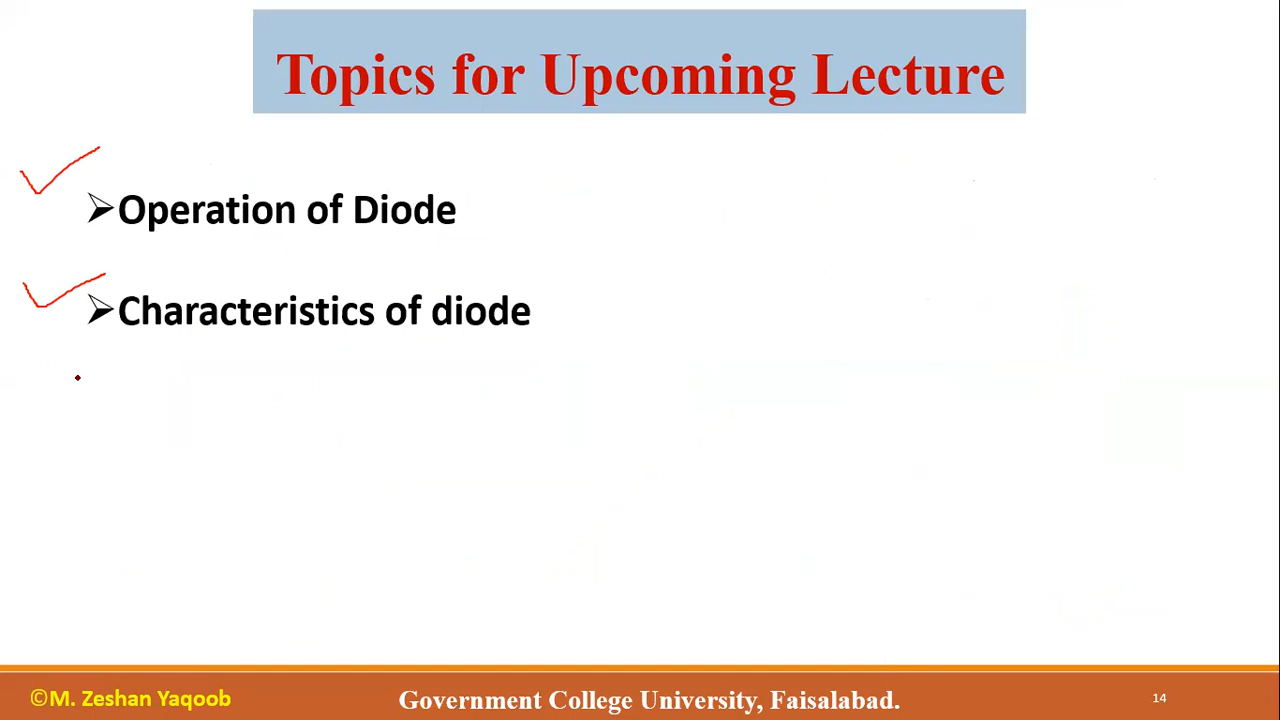 Topics for Upcoming Lecture
Operation of Diode
Characteristics of diode
©M. Zeshan Yaqoob
Government College University, Faisalabad.
14